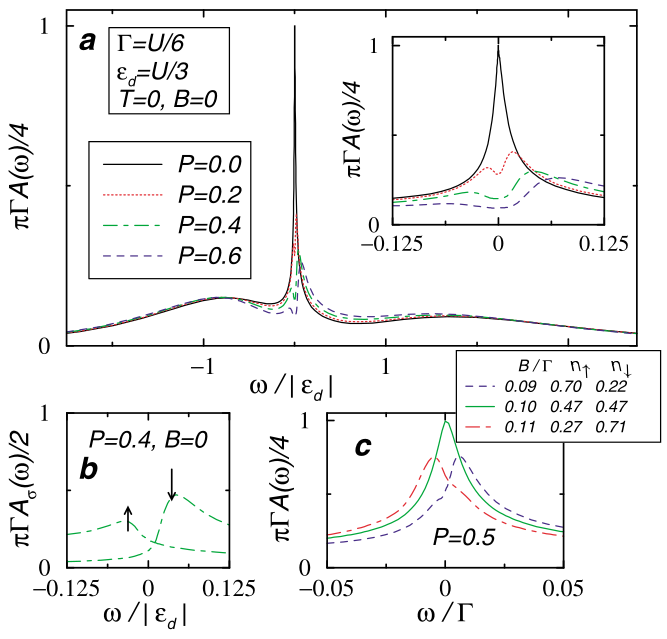 a
Γ=U/6
ε_d=U/3
T=0, B=0
P=0.0
P=0.2
P=0.4
P=0.6
πΓA(ω)/4
1
0
−1
1
ω/|ε_d|
πΓA(ω)/4
1
0
−0.125
0
0.125
B/Γ n↑ n↓
0.09 0.70 0.22
0.10 0.47 0.47
0.11 0.27 0.71
b
P=0.4, B=0
πΓA_σ(ω)/2
1
0
−0.125
0
0.125
ω/|ε_d|
c
P=0.5
πΓA(ω)/4
1
0
−0.05
0
0.05
ω/Γ